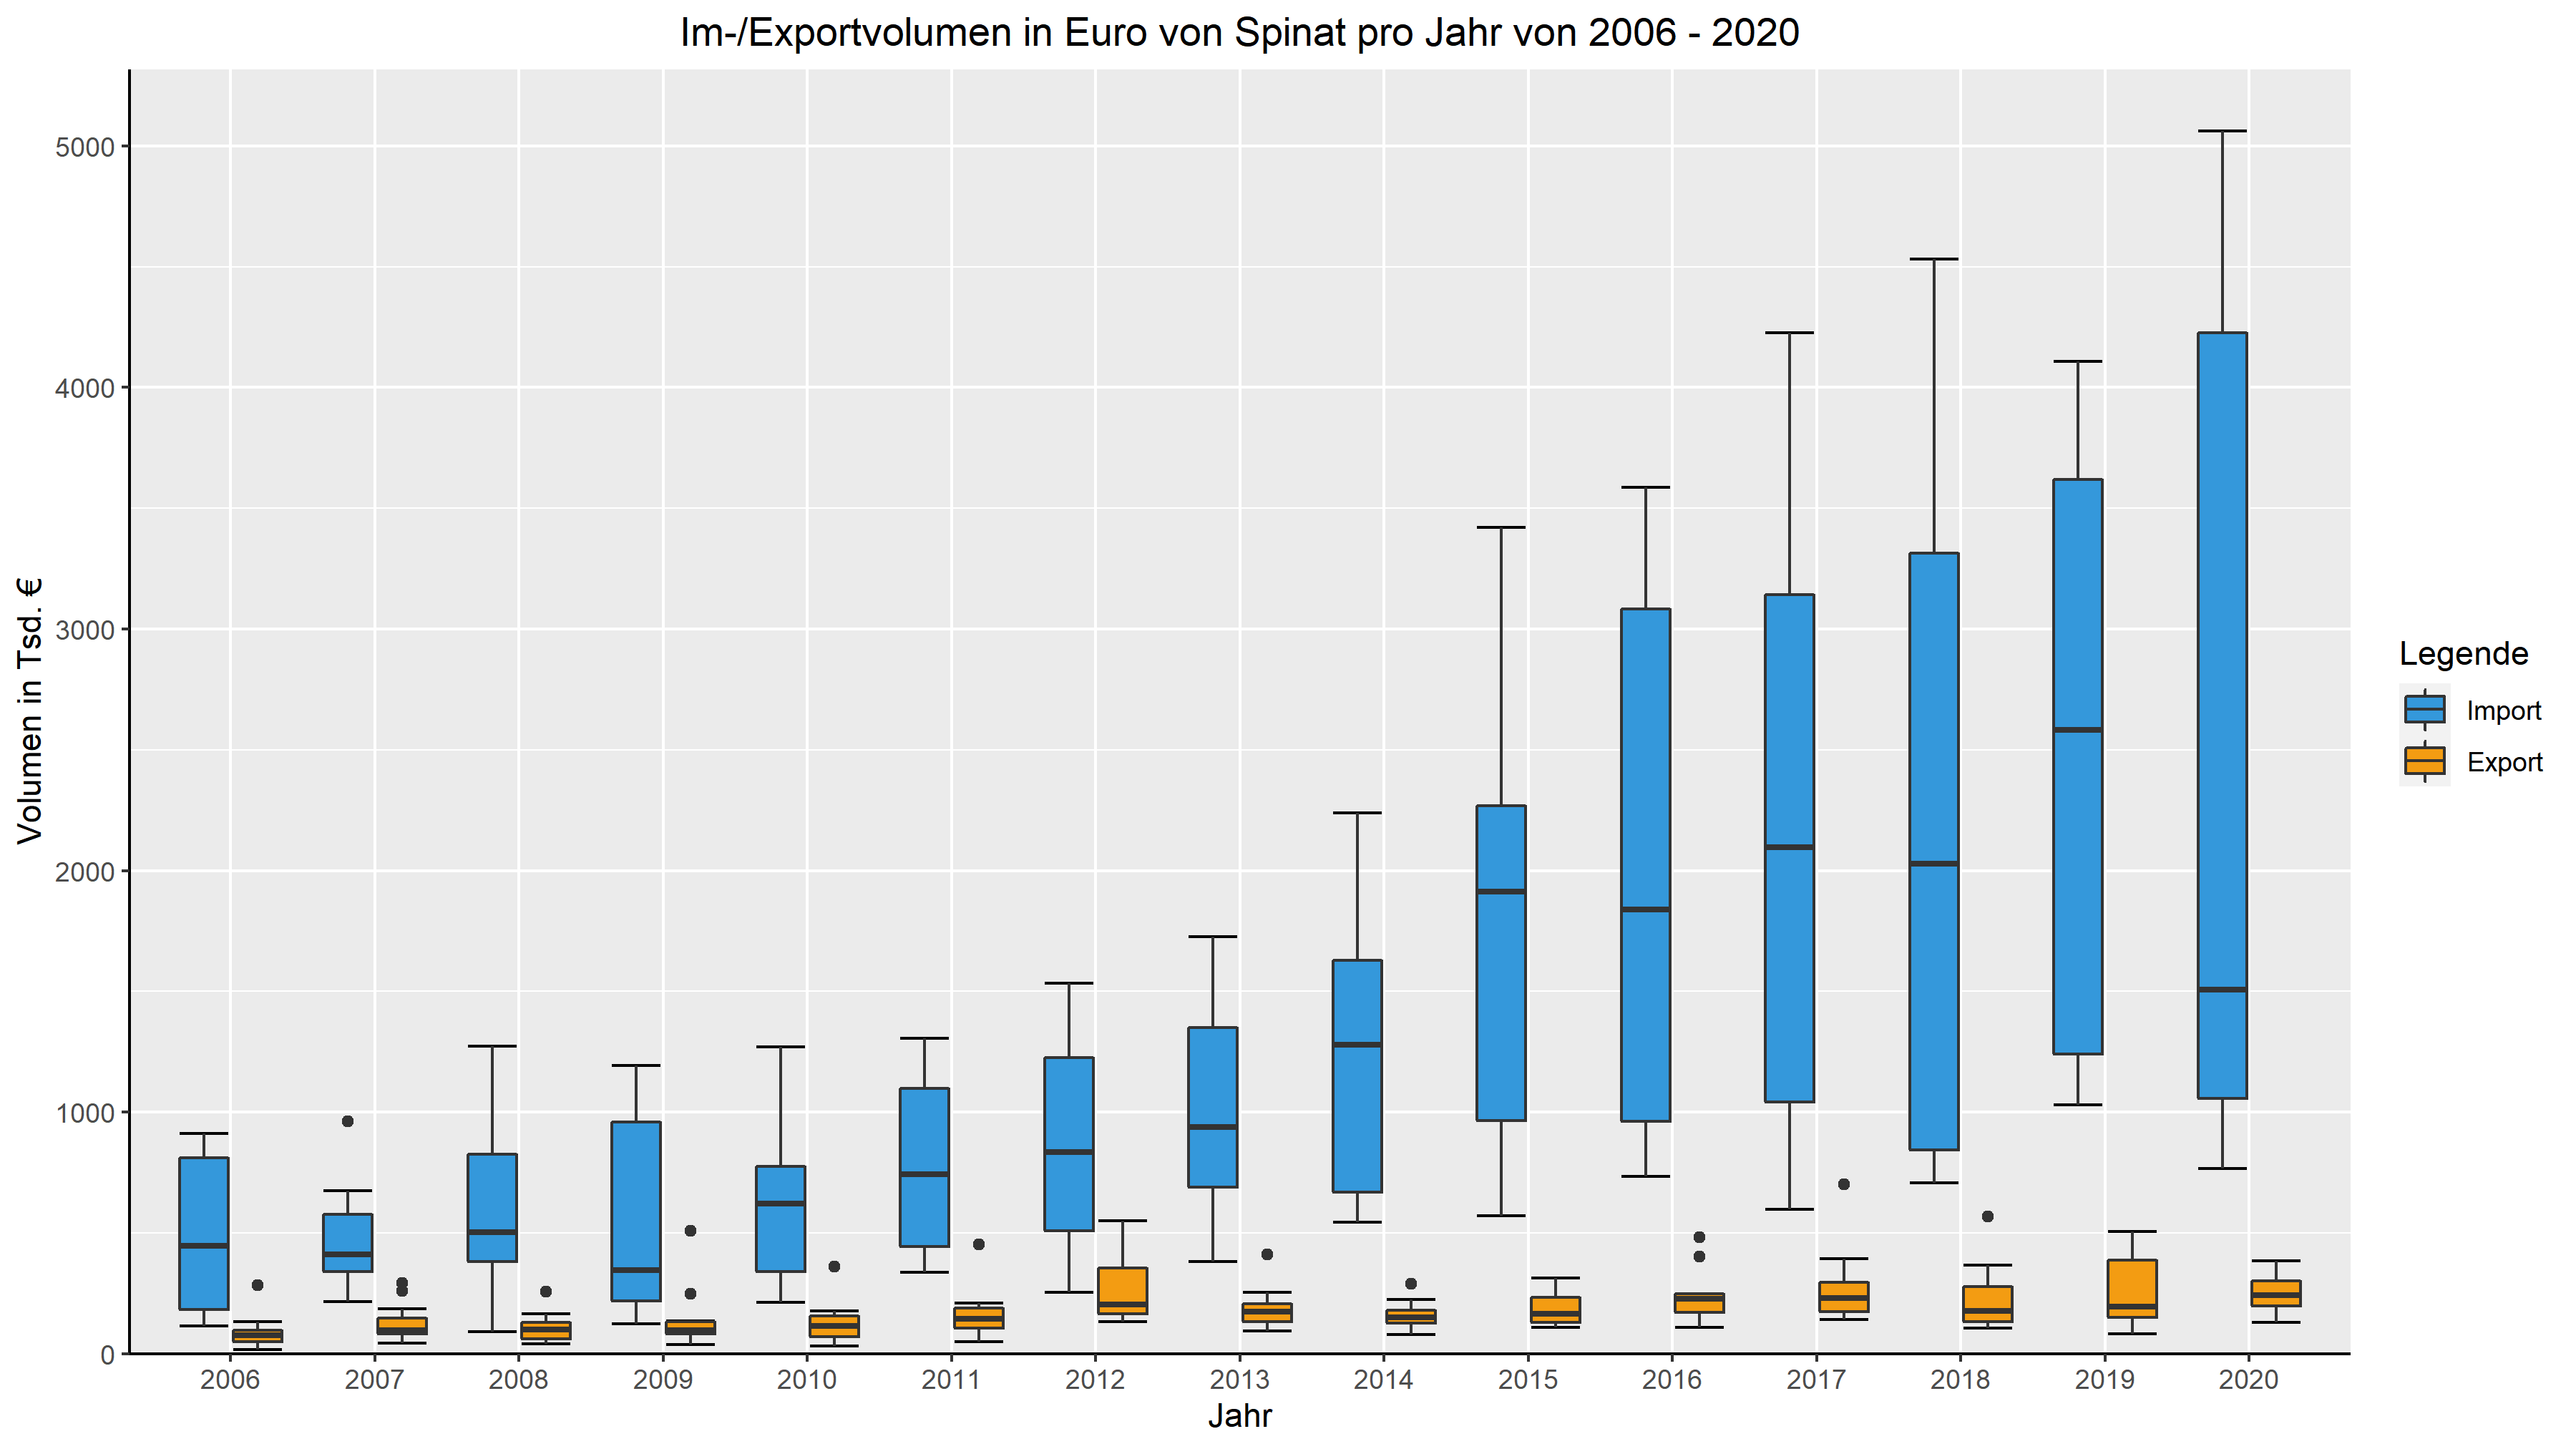 Im-/Exportvolumen in Euro von Spinat pro Jahr von 2006 - 2020
Volumen in Tsd. €
5000
4000
3000
2000
1000
0
2006 2007 2008 2009 2010 2011 2012 2013 2014 2015 2016 2017 2018 2019 2020
Jahr
Legende
Import
Export